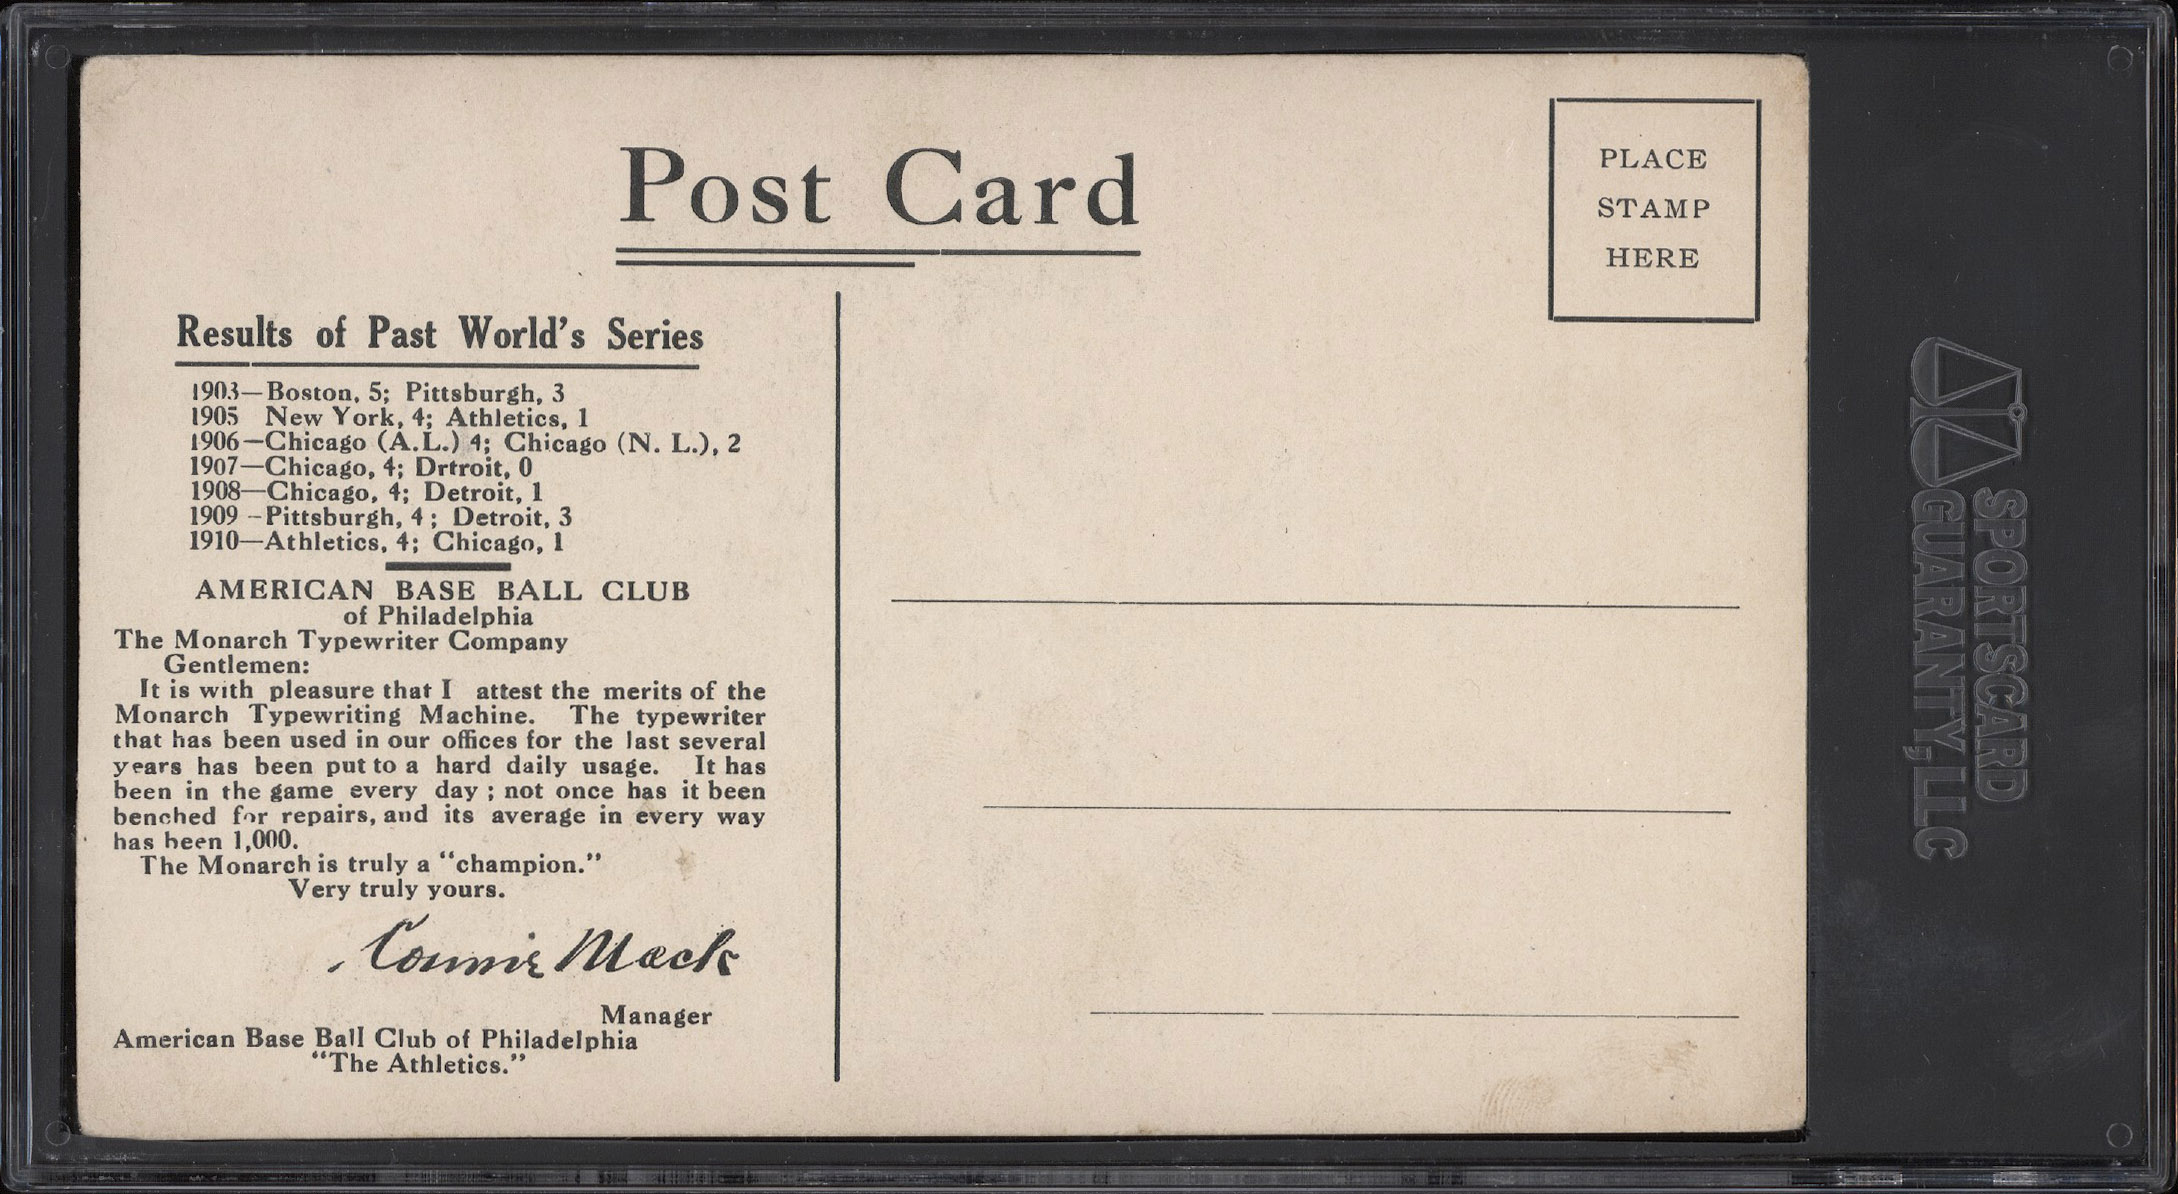 Post Card
PLACE
STAMP
HERE
Results of Past World's Series
1903—Boston, 5; Pittsburgh, 3
1905 New York, 4; Athletics, 1
1906—Chicago (A.L.) 4; Chicago (N. L.), 2
1907—Chicago, 4; Drtroit, 0
1908—Chicago, 4; Detroit, 1
1909 -Pittsburgh, 4; Detroit, 3
1910—Athletics, 4; Chicago, 1
AMERICAN BASE BALL CLUB
of Philadelphia
The Monarch Typewriter Company
Gentlemen:
It is with pleasure that I attest the merits of the
Monarch Typewriting Machine. The typewriter
that has been used in our offices for the last several
years has been put to a hard daily usage. It has
been in the game every day; not once has it been
benched for repairs, and its average in every way
has been 1,000.
The Monarch is truly a "champion."
Very truly yours.
Connie Mack
Manager
American Base Ball Club of Philadelphia
"The Athletics."
SPORTSCARD
GUARANTY, LLC